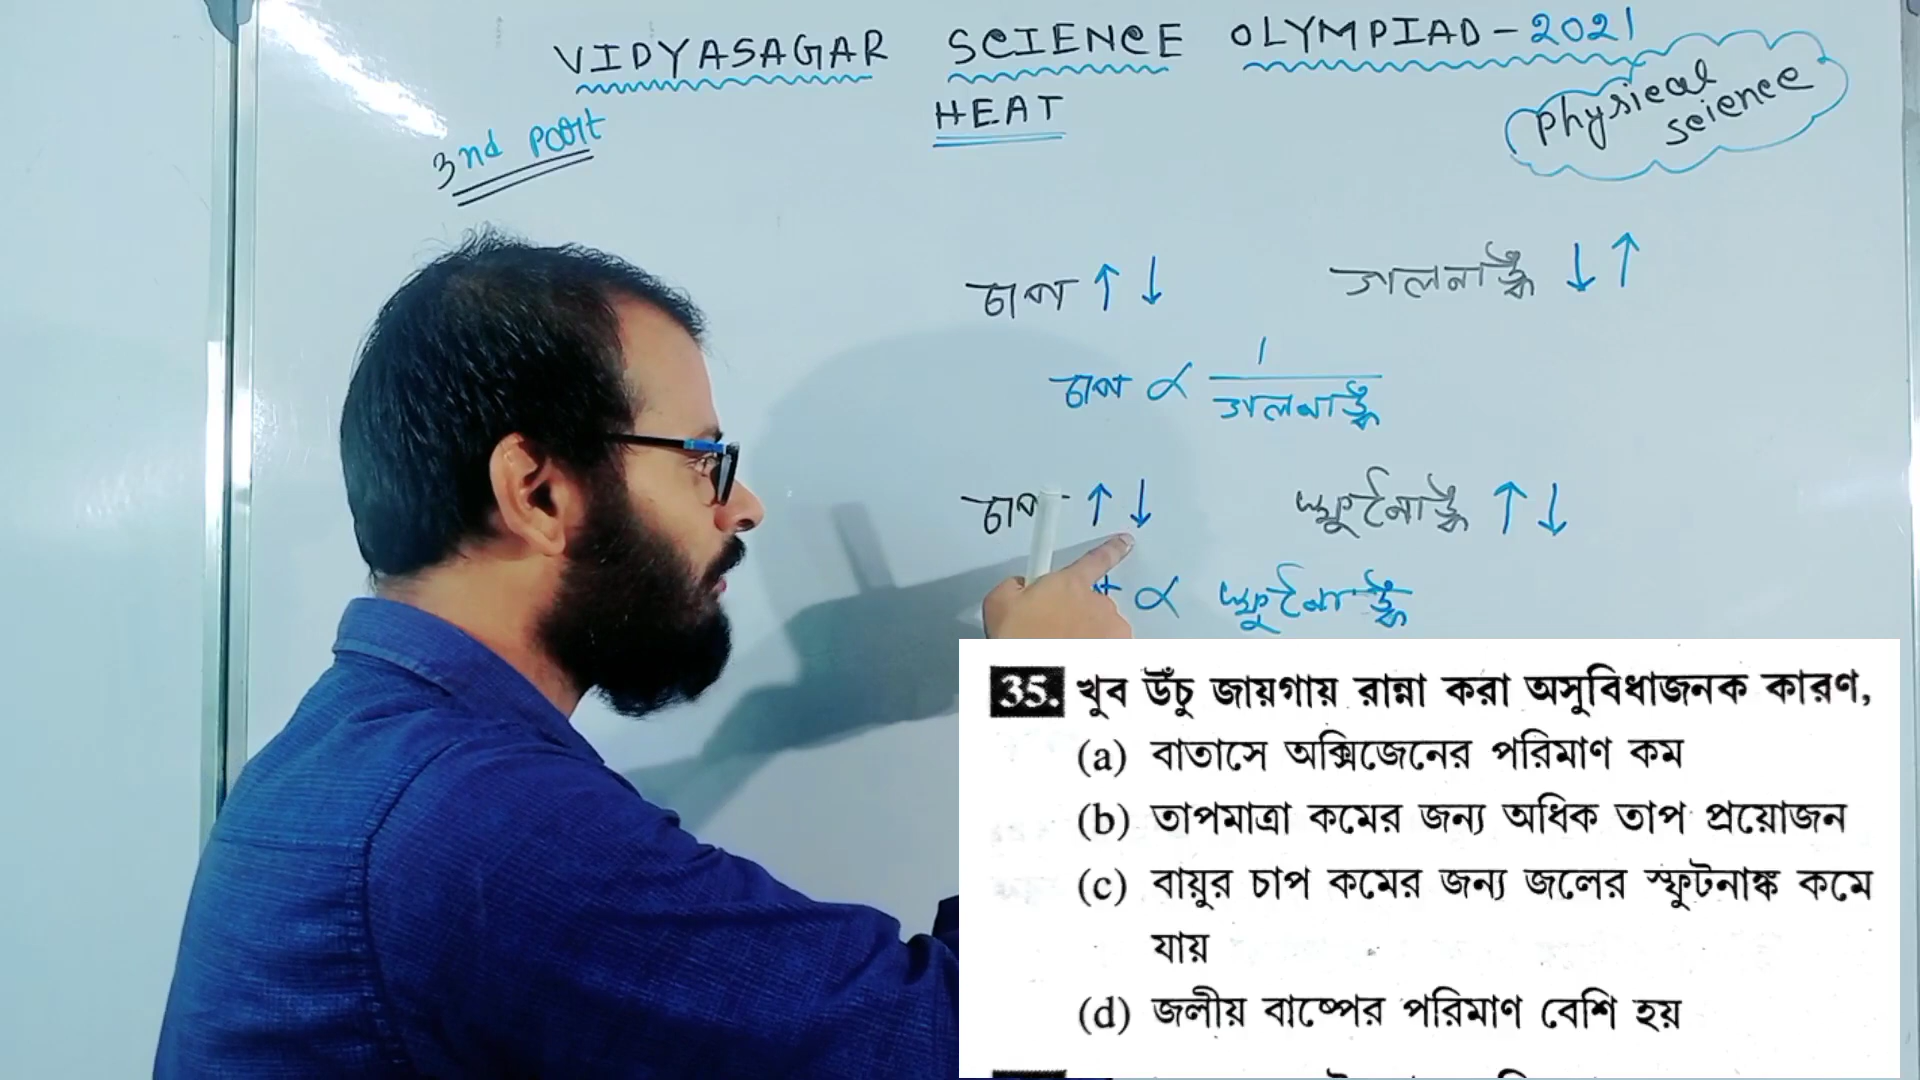 VIDYASAGAR SCIENCE OLYMPIAD - 2021
HEAT
Physical
science
3nd Part
চাপ ↑ ↓ গলনাঙ্ক ↓ ↑
চাপ ∝ 1/গলনাঙ্ক
চাপ ↑ ↓ স্ফুটনাঙ্ক ↑ ↓
∝ স্ফুটনাঙ্ক
35. খুব উঁচু জায়গায় রান্না করা অসুবিধাজনক কারণ,
(a) বাতাসে অক্সিজেনের পরিমাণ কম
(b) তাপমাত্রা কমের জন্য অধিক তাপ প্রয়োজন
(c) বায়ুর চাপ কমের জন্য জলের স্ফুটনাঙ্ক কমে
যায়
(d) জলীয় বাষ্পের পরিমাণ বেশি হয়